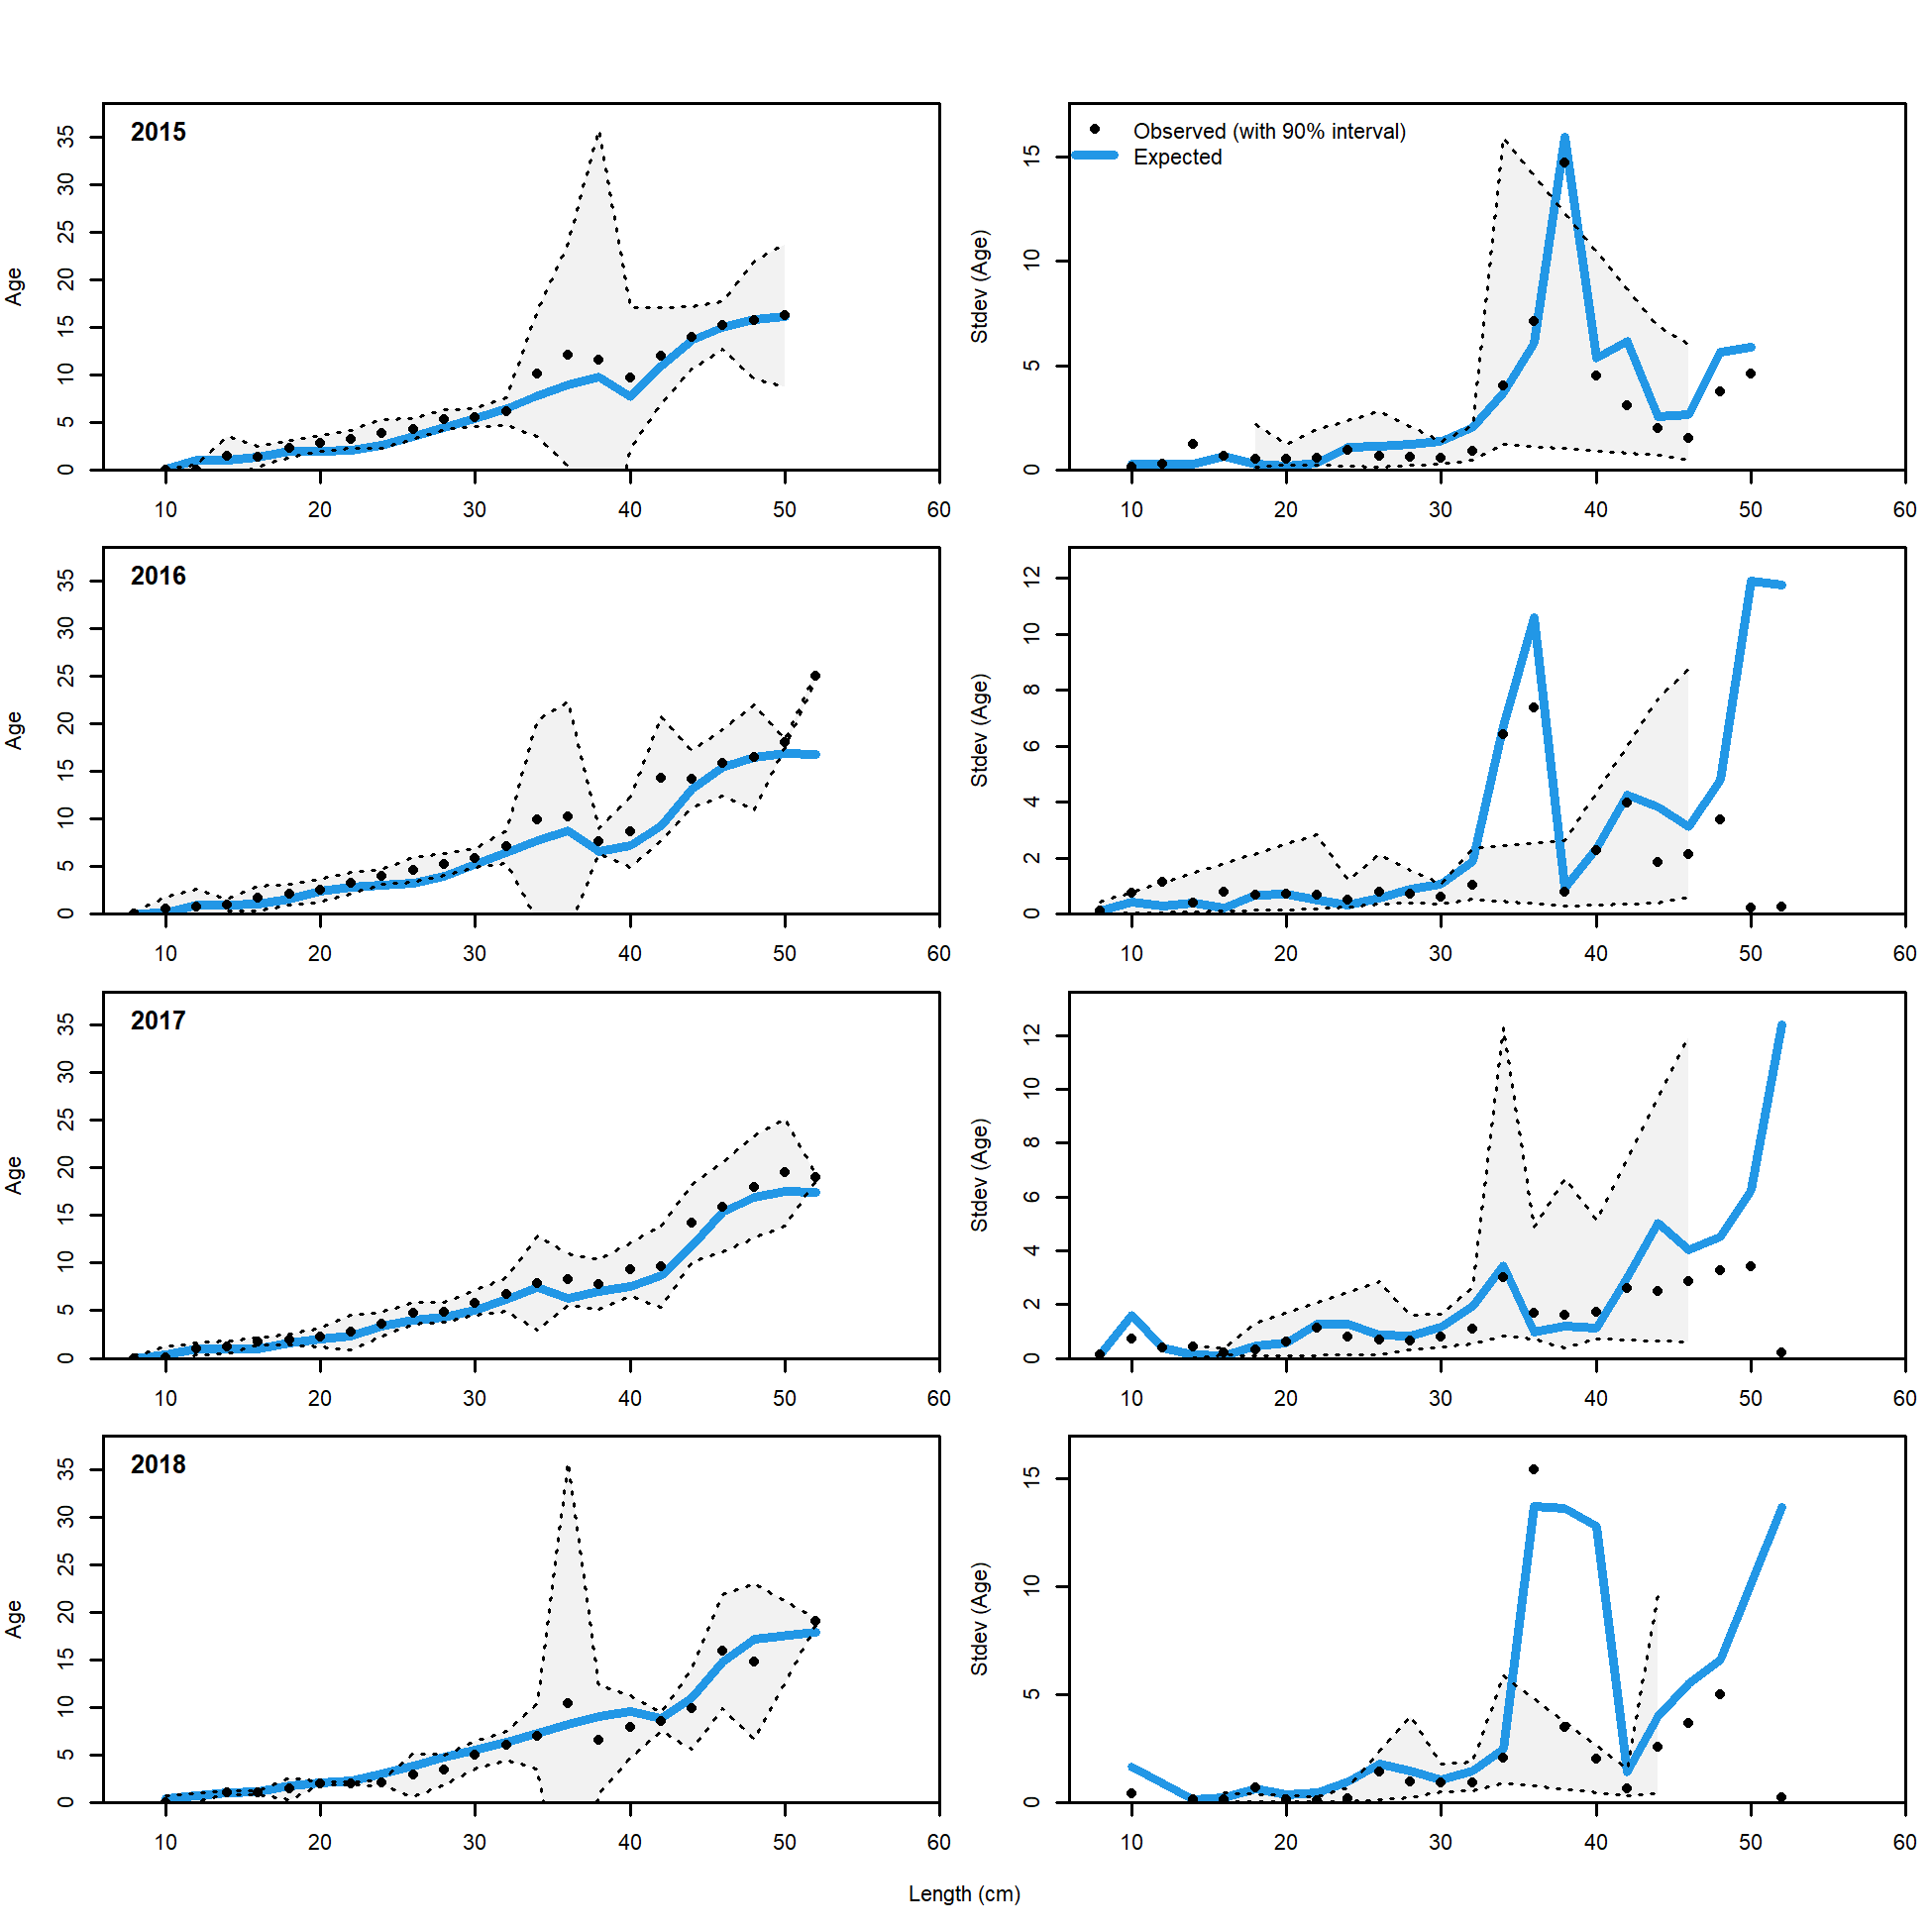 2015
Age
0 5 10 15 20 25 30 35
10 20 30 40 50 60
Observed (with 90% interval)
Expected
Stdev (Age)
0 5 10 15
10 20 30 40 50 60
2016
Age
0 5 10 15 20 25 30 35
10 20 30 40 50 60
Stdev (Age)
0 2 4 6 8 10 12
10 20 30 40 50 60
2017
Age
0 5 10 15 20 25 30 35
10 20 30 40 50 60
Stdev (Age)
0 2 4 6 8 10 12
10 20 30 40 50 60
2018
Age
0 5 10 15 20 25 30 35
10 20 30 40 50 60
Stdev (Age)
0 5 10 15
10 20 30 40 50 60
Length (cm)